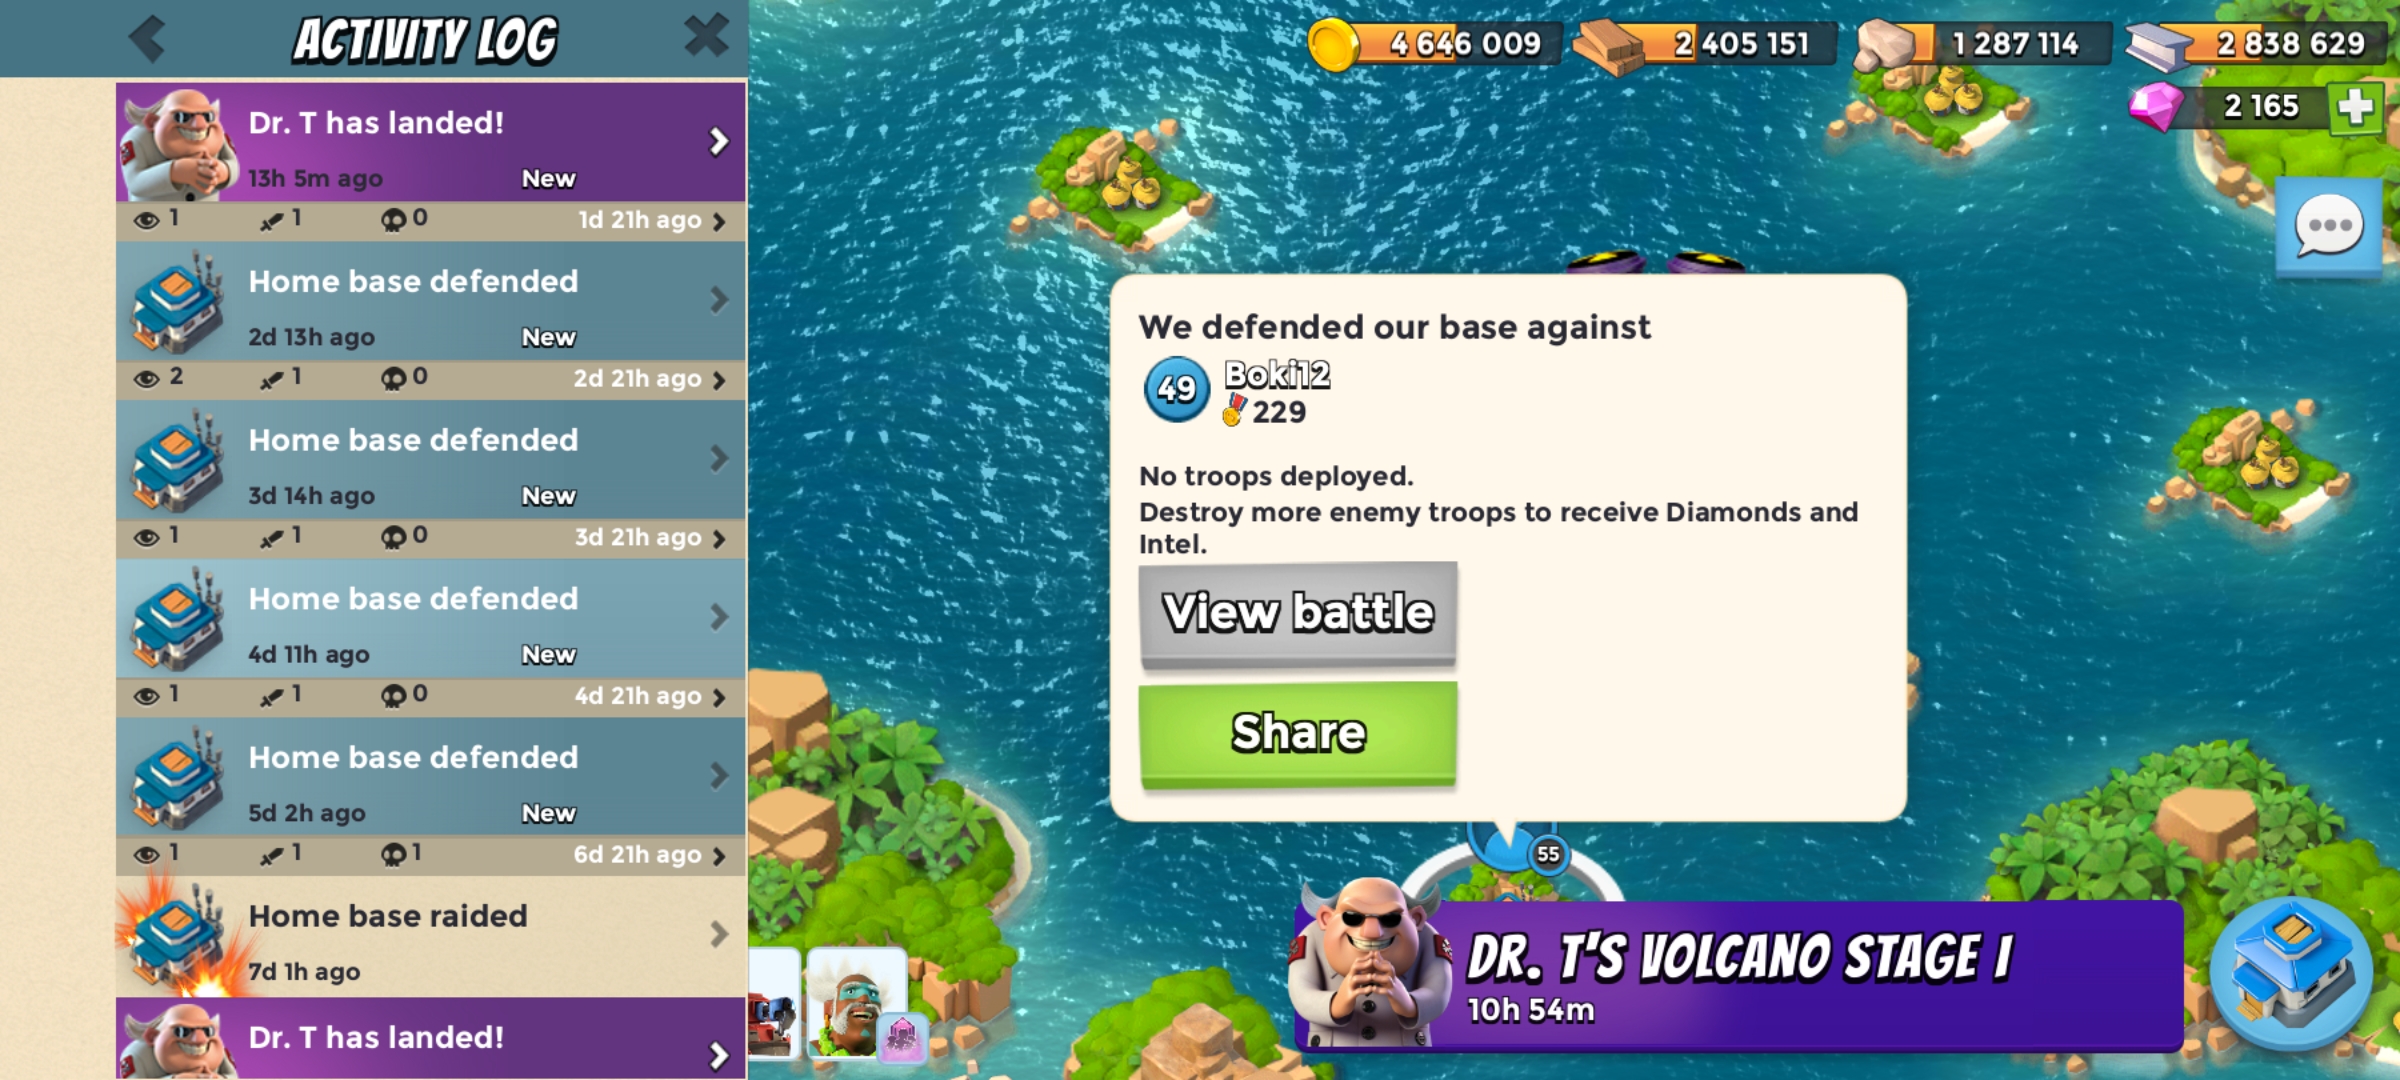 ACTIVITY LOG
Dr. T has landed!
13h 5m ago New
1 1 0 1d 21h ago
Home base defended
2d 13h ago New
2 1 0 2d 21h ago
Home base defended
3d 14h ago New
1 1 0 3d 21h ago
Home base defended
4d 11h ago New
1 1 0 4d 21h ago
Home base defended
5d 2h ago New
1 1 1 6d 21h ago
Home base raided
7d 1h ago
Dr. T has landed!
4 646 009 2 405 151 1 287 114 2 838 629
2 165
We defended our base against
49 Boki12
229
No troops deployed.
Destroy more enemy troops to receive Diamonds and
Intel.
View battle
Share
55
DR. T'S VOLCANO STAGE I
10h 54m